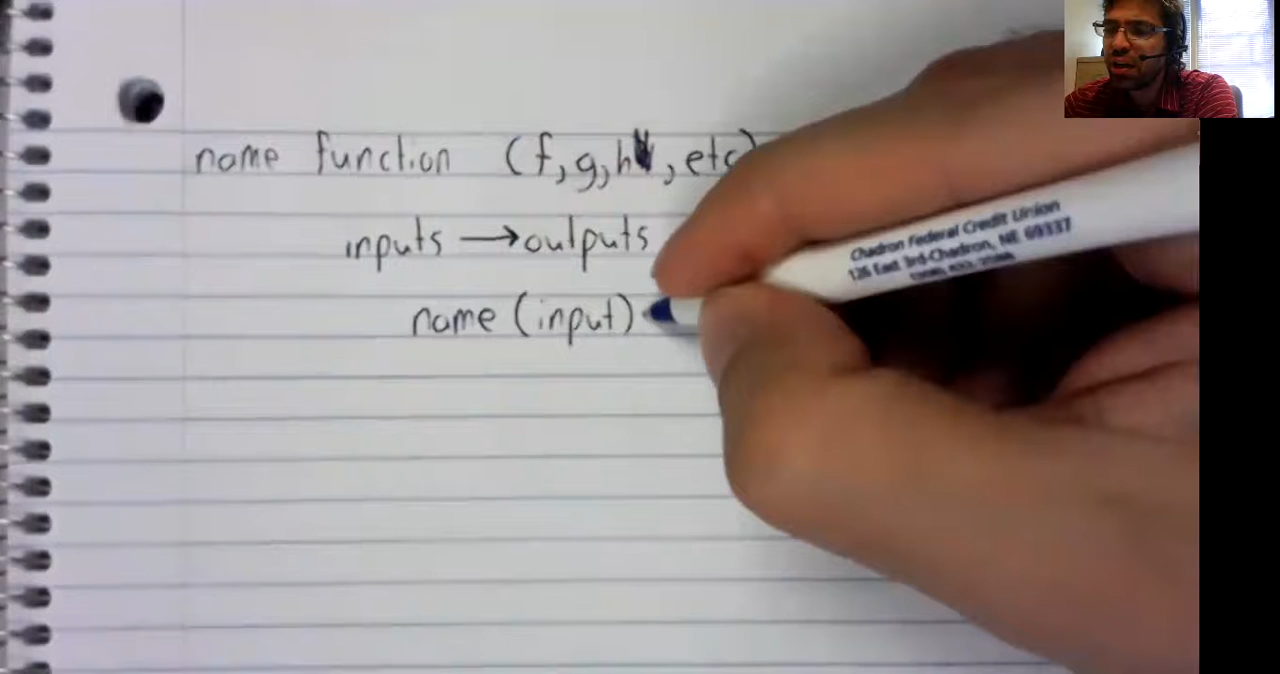 name function (f,g,h, etc)
inputs → outputs
name (input)
Chadron Federal Credit Union
126 East 3rd-Chadron, NE 69337